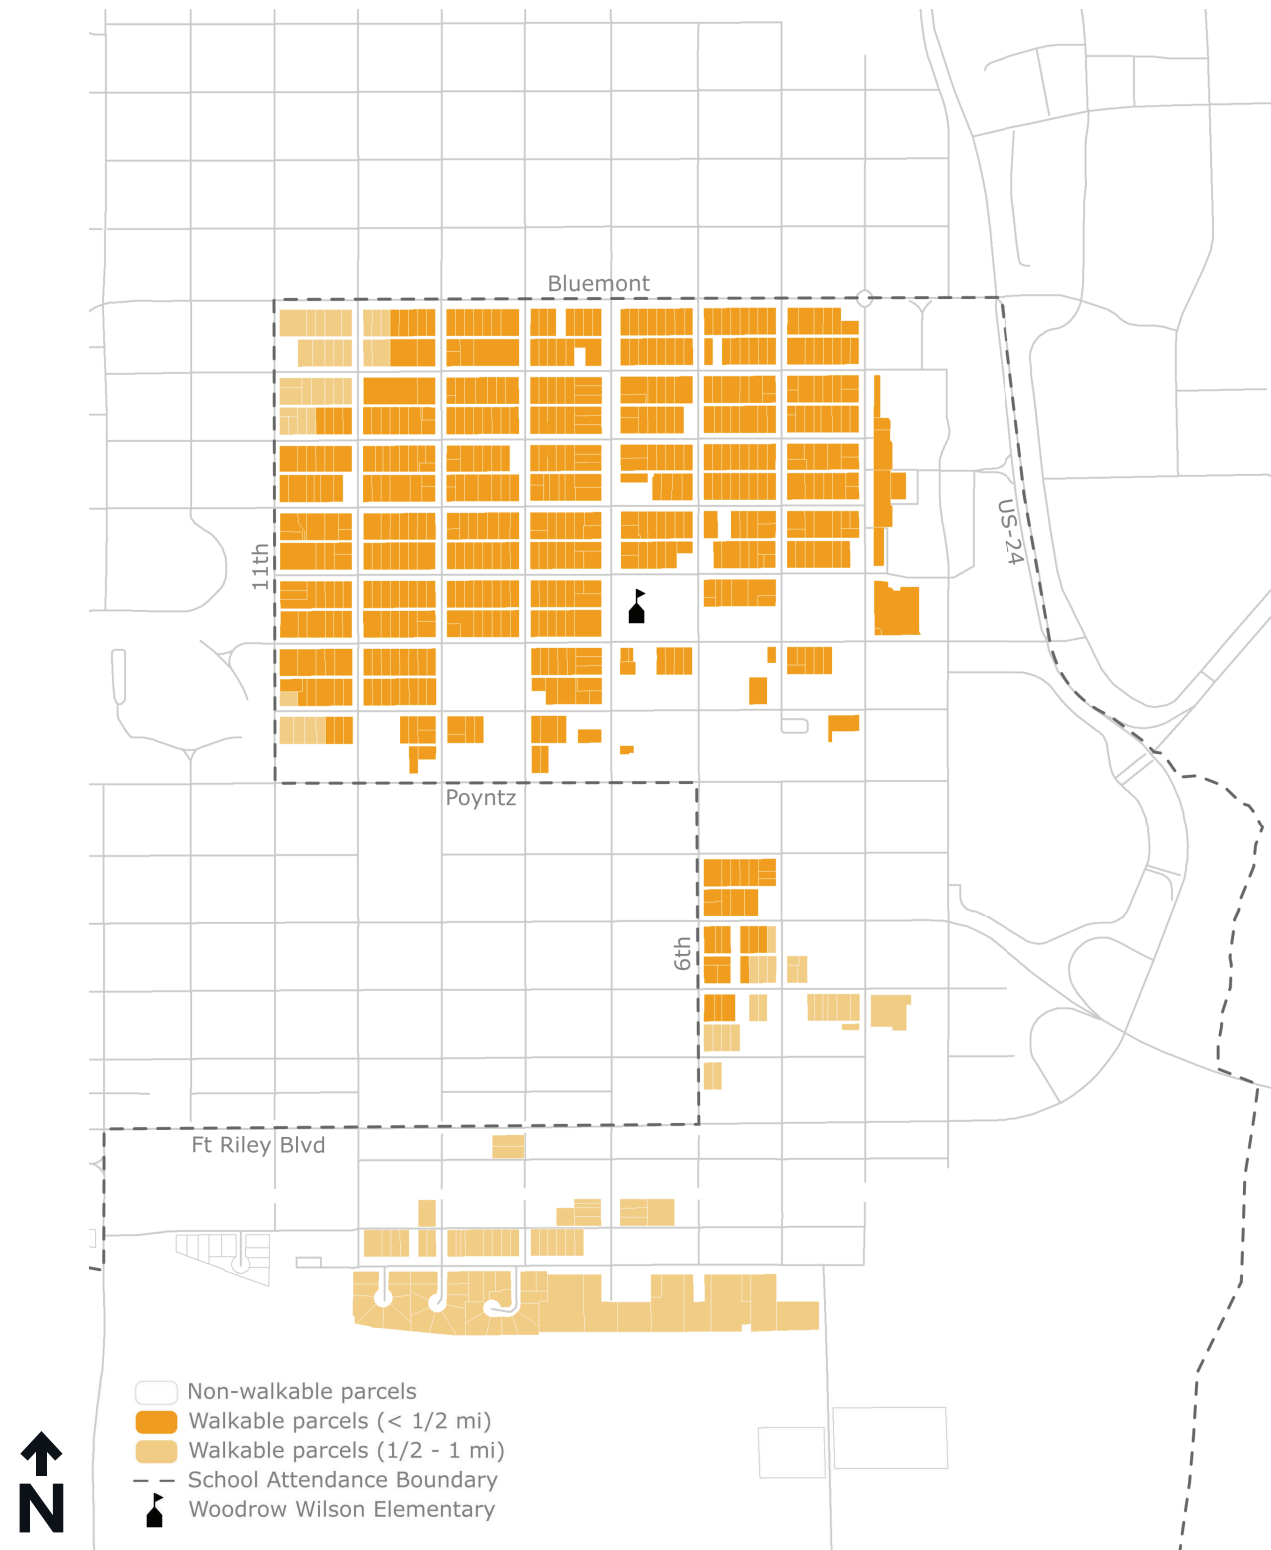 Bluemont
11th
US-24
Poyntz
6th
Ft Riley Blvd
Non-walkable parcels
Walkable parcels (< 1/2 mi)
Walkable parcels (1/2 - 1 mi)
School Attendance Boundary
Woodrow Wilson Elementary
N